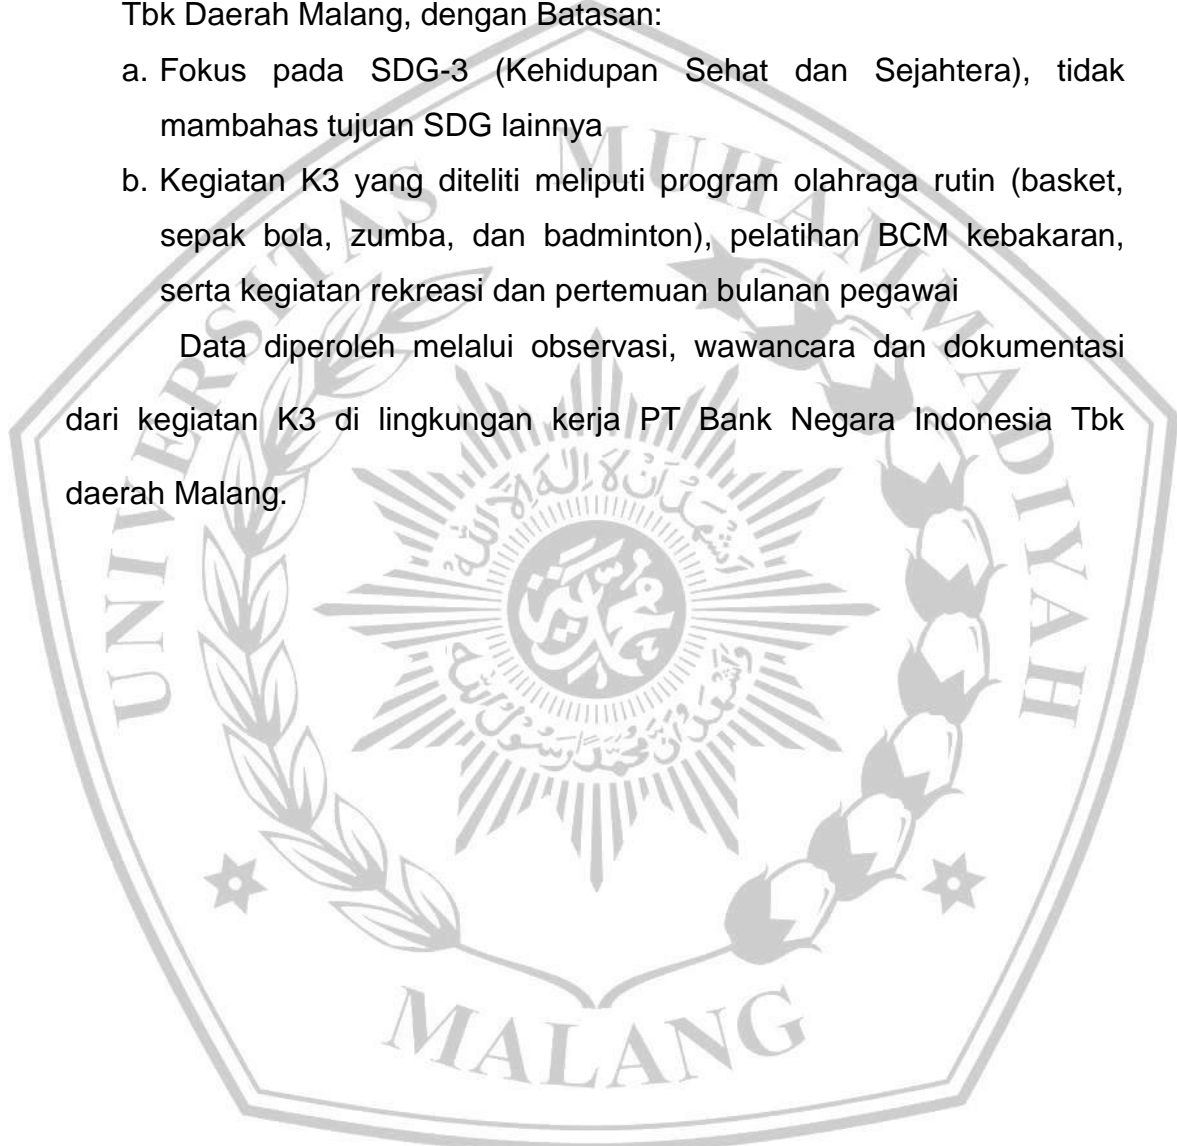 Tbk Daerah Malang, dengan Batasan:
a. Fokus pada SDG-3 (Kehidupan Sehat dan Sejahtera), tidak
mambahas tujuan SDG lainnya
b. Kegiatan K3 yang diteliti meliputi program olahraga rutin (basket,
sepak bola, zumba, dan badminton), pelatihan BCM kebakaran,
serta kegiatan rekreasi dan pertemuan bulanan pegawai
Data diperoleh melalui observasi, wawancara dan dokumentasi
dari kegiatan K3 di lingkungan kerja PT Bank Negara Indonesia Tbk
daerah Malang.
UNIVERSITAS MUHAMMADIYAH
MALANG